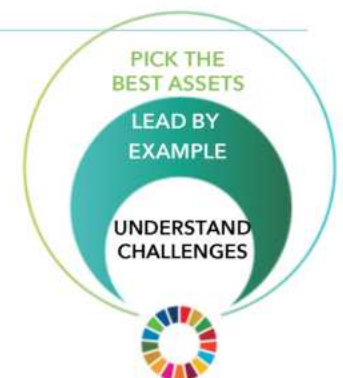 PICK THE
BEST ASSETS
LEAD BY
EXAMPLE
UNDERSTAND
CHALLENGES